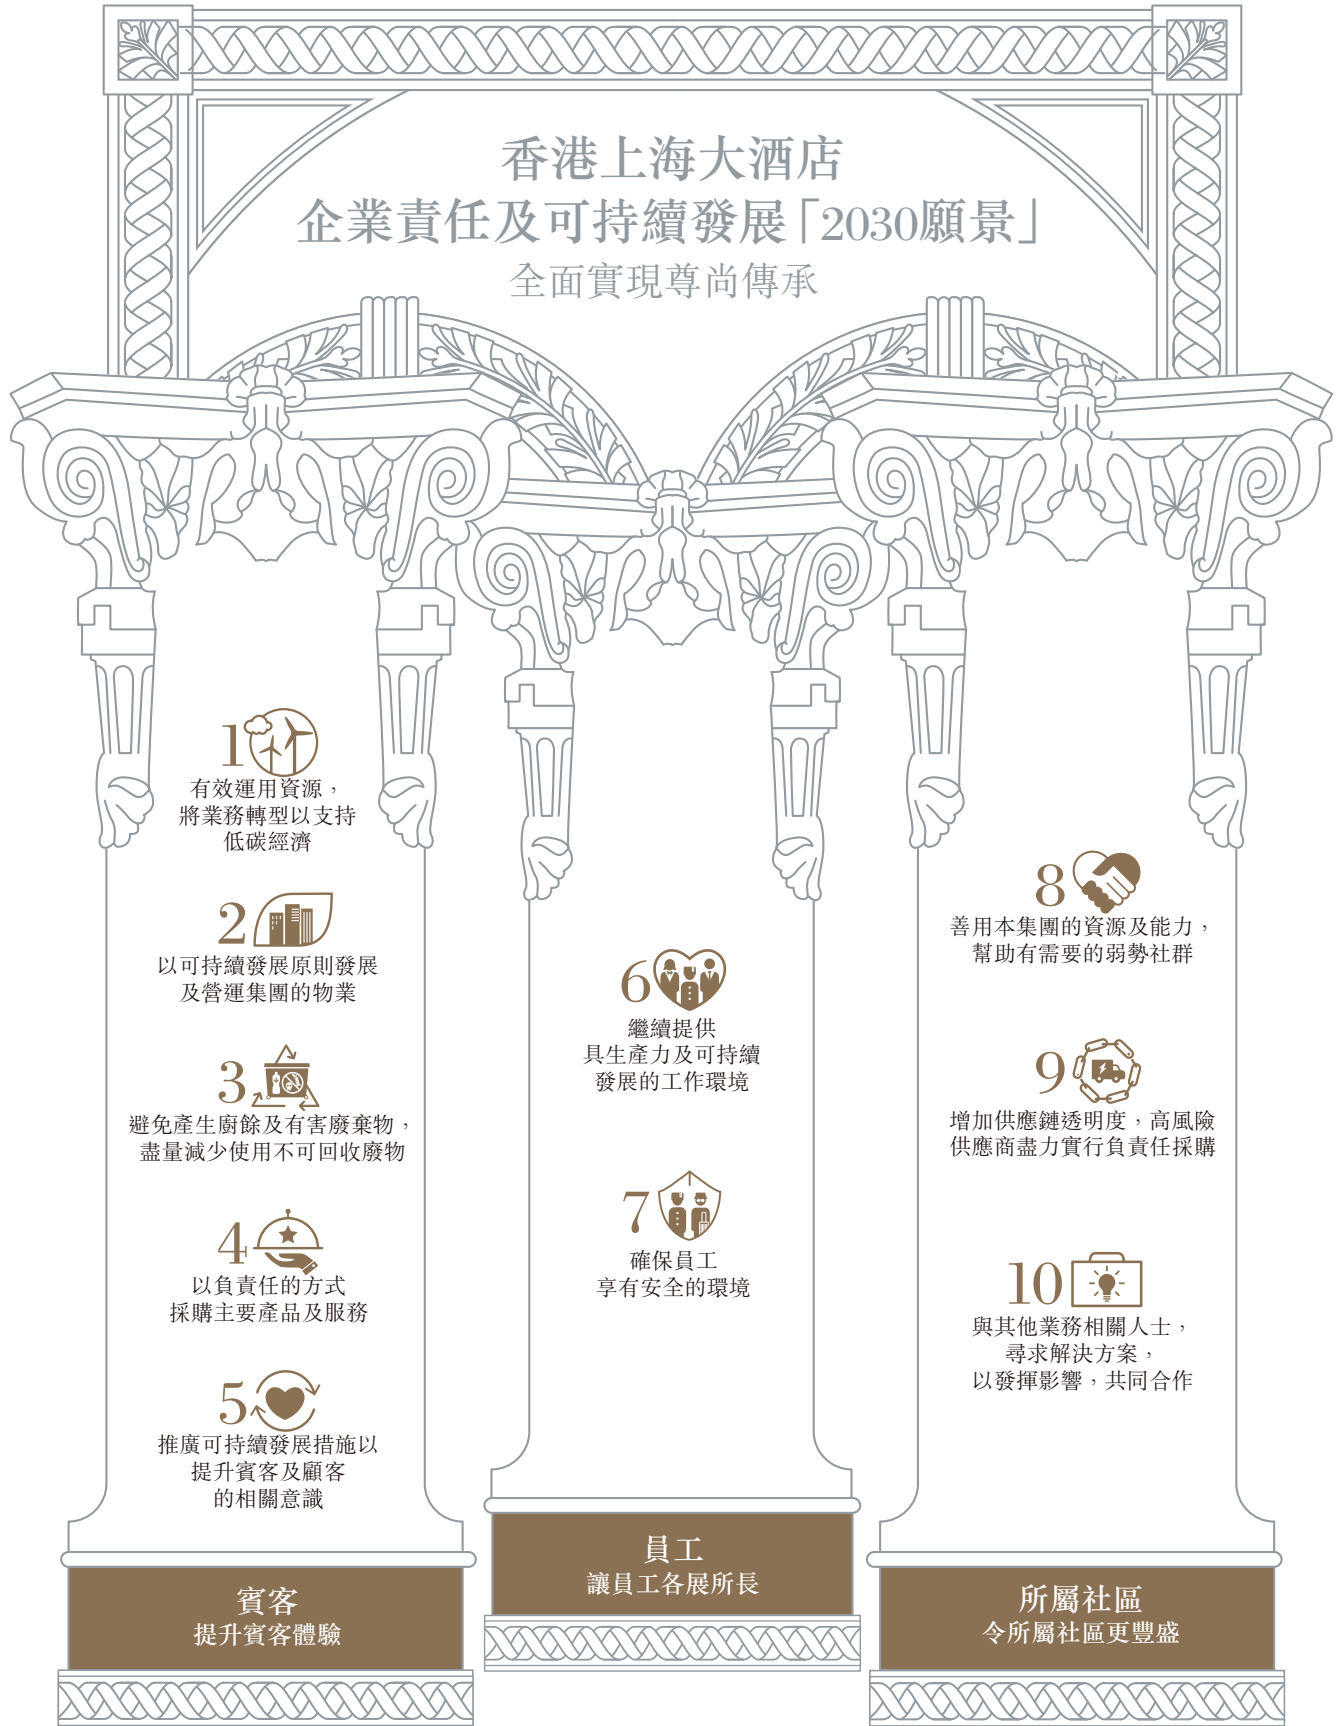 香港上海大酒店
企業責任及可持續發展「2030願景」
全面實現尊尚傳承
1
有效運用資源，
將業務轉型以支持
低碳經濟
2
以可持續發展原則發展
及營運集團的物業
3
避免產生廚餘及有害廢棄物，
盡量減少使用不可回收廢物
4
以負責任的方式
採購主要產品及服務
5
推廣可持續發展措施以
提升賓客及顧客
的相關意識
賓客
提升賓客體驗
6
繼續提供
具生產力及可持續
發展的工作環境
7
確保員工
享有安全的環境
員工
讓員工各展所長
8
善用本集團的資源及能力，
幫助有需要的弱勢社群
9
增加供應鏈透明度，高風險
供應商盡力實行負責任採購
10
與其他業務相關人士，
尋求解決方案，
以發揮影響，共同合作
所屬社區
令所屬社區更豐盛